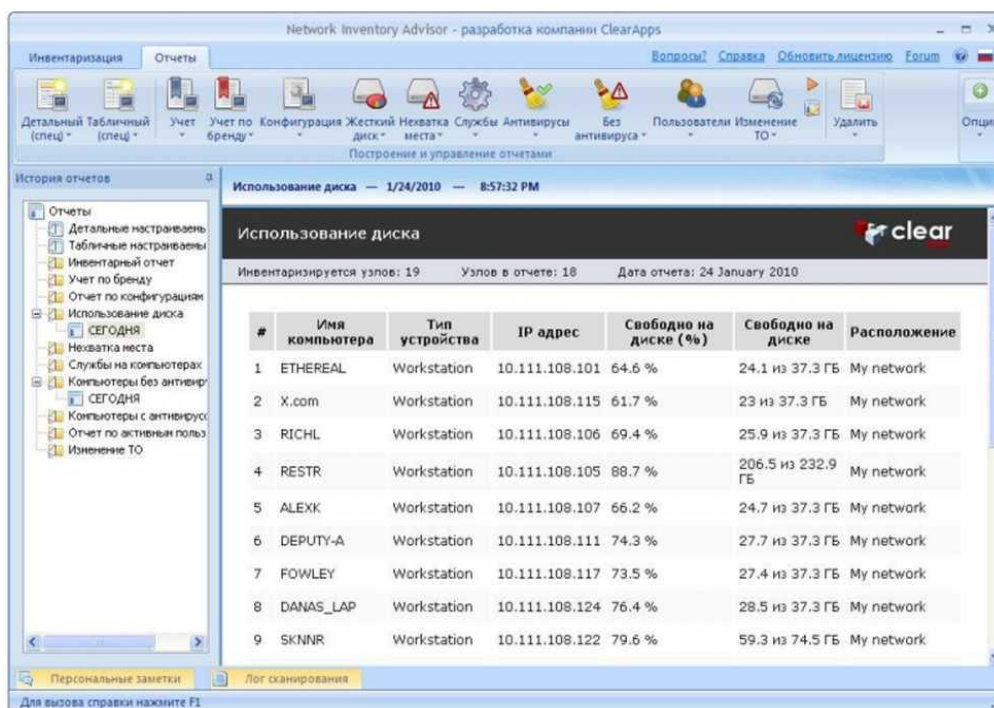 Network Inventory Advisor - разработка компании ClearApps
Инвентаризация Отчеты Вопросы? Справка Обновить лицензию Forum
Детальный (спец) Табличный (спец) Учет Учет по бренду Конфигурация Жесткий диск Нехватка места Службы Антивирусы Без антивируса Пользователи Изменение ТО Удалить
Построение и управление отчетами
История отчетов
Отчеты
Детальные настраиваемы
Табличные настраиваемы
Инвентарный отчет
Учет по бренду
Отчет по конфигурациям
Использование диска
СЕГОДНЯ
Нехватка места
Службы на компьютерах
Компьютеры без антивир
СЕГОДНЯ
Компьютеры с антивирусо
Отчет по активным польз
Изменение ТО
Использование диска — 1/24/2010 — 8:57:32 PM
Использование диска clear
Инвентаризируется узлов: 19 Узлов в отчете: 18 Дата отчета: 24 January 2010
# Имя компьютера Тип устройства IP адрес Свободно на диске (%) Свободно на диске Расположение
1 ETHEREAL Workstation 10.111.108.101 64.6 % 24.1 из 37.3 ГБ My network
2 X.com Workstation 10.111.108.115 61.7 % 23 из 37.3 ГБ My network
3 RICHL Workstation 10.111.108.106 69.4 % 25.9 из 37.3 ГБ My network
4 RESTR Workstation 10.111.108.105 88.7 % 206.5 из 232.9 ГБ My network
5 ALEXK Workstation 10.111.108.107 66.2 % 24.7 из 37.3 ГБ My network
6 DEPUTY-A Workstation 10.111.108.111 74.3 % 27.7 из 37.3 ГБ My network
7 FOWLEY Workstation 10.111.108.117 73.5 % 27.4 из 37.3 ГБ My network
8 DANAS_LAP Workstation 10.111.108.124 76.4 % 28.5 из 37.3 ГБ My network
9 SKNNR Workstation 10.111.108.122 79.6 % 59.3 из 74.5 ГБ My network
Персональные заметки Лог сканирования
Для вызова справки нажмите F1